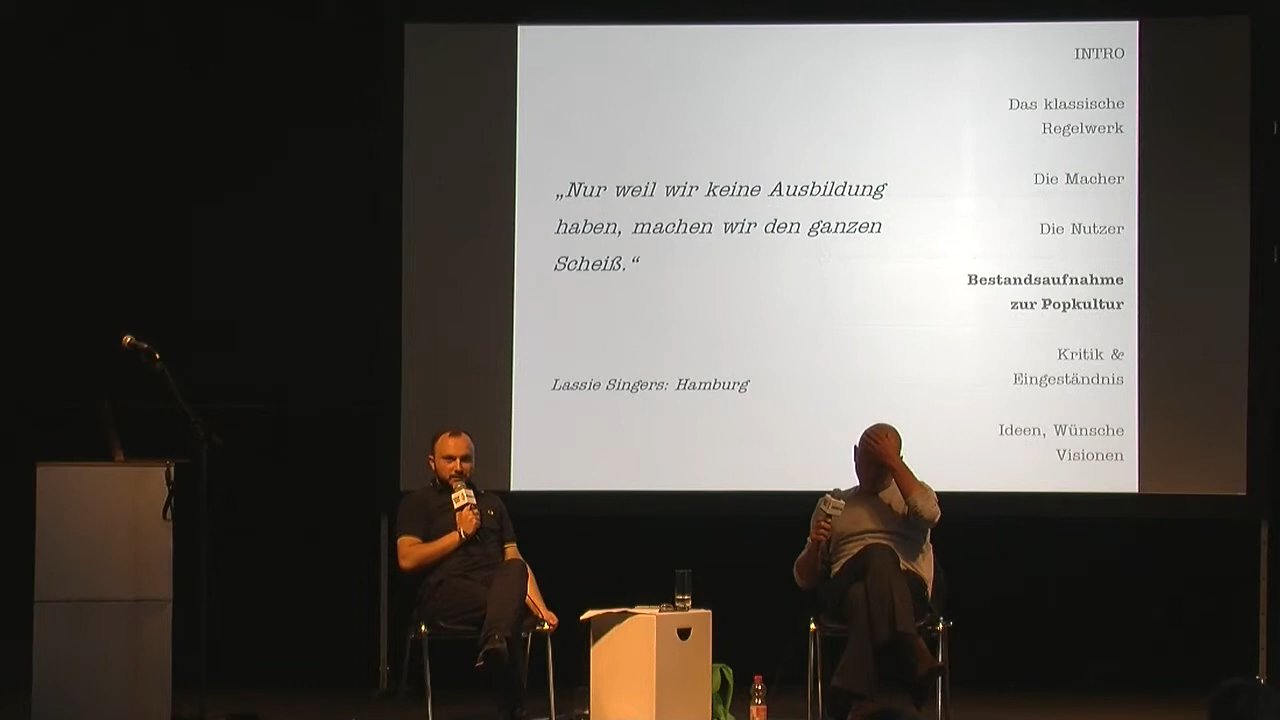 „Nur weil wir keine Ausbildung
haben, machen wir den ganzen
Scheiß.“
Lassie Singers: Hamburg
INTRO
Das klassische
Regelwerk
Die Macher
Die Nutzer
Bestandsaufnahme
zur Popkultur
Kritik &
Eingeständnis
Ideen, Wünsche
Visionen